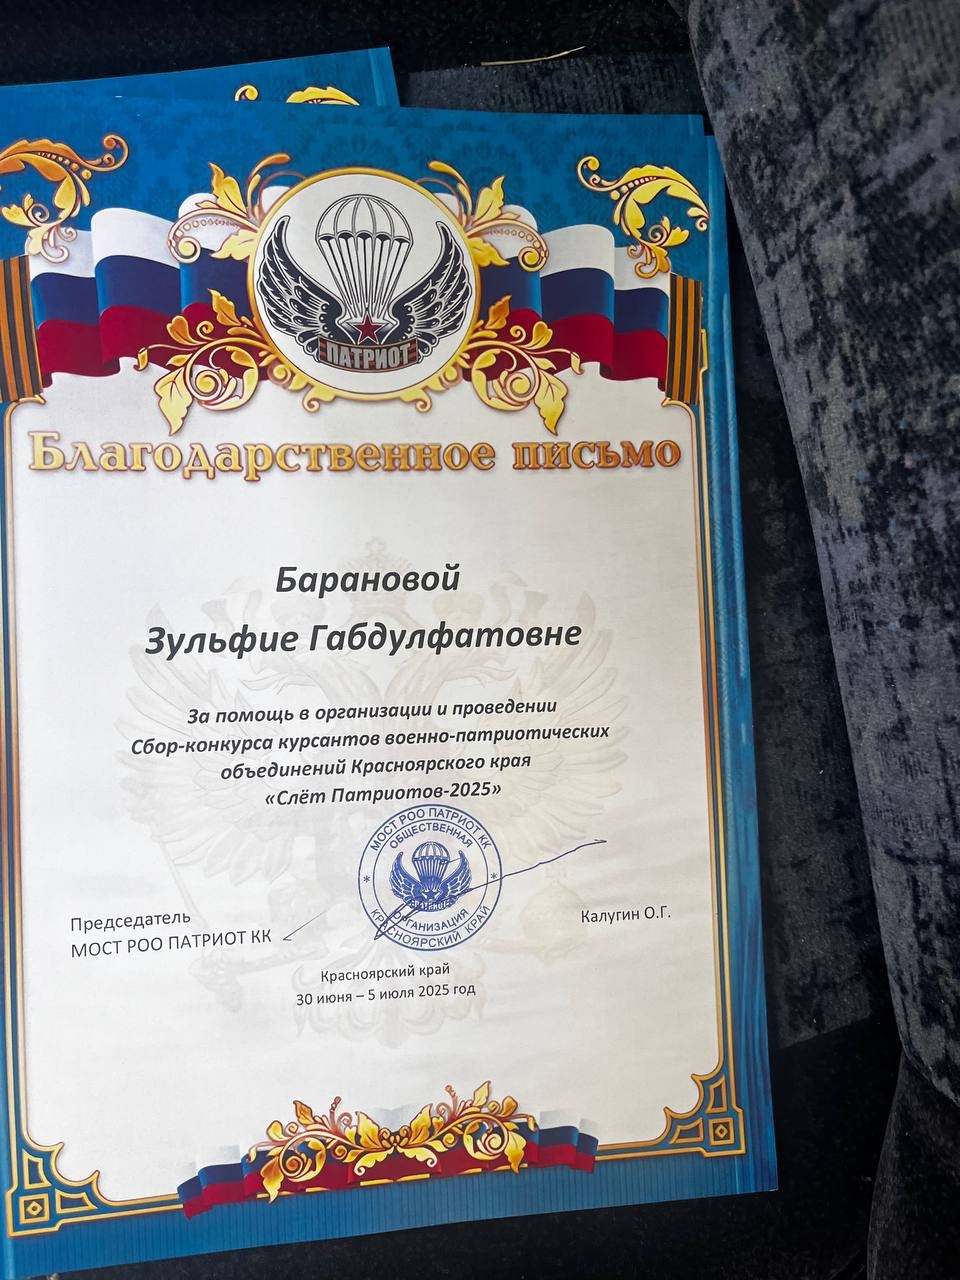 ПАТРИОТ
Благодарственное письмо
Барановой
Зульфие Габдулфатовне
За помощь в организации и проведении
Сбор-конкурса курсантов военно-патриотических
объединений Красноярского края
«Слёт Патриотов-2025»
МОСТ РОО ПАТРИОТ КК
ОБЩЕСТВЕННАЯ
ПАТРИОТ
ОРГАНИЗАЦИЯ
КРАСНОЯРСКИЙ КРАЙ
Председатель
МОСТ РОО ПАТРИОТ КК
Калугин О.Г.
Красноярский край
30 июня – 5 июля 2025 год